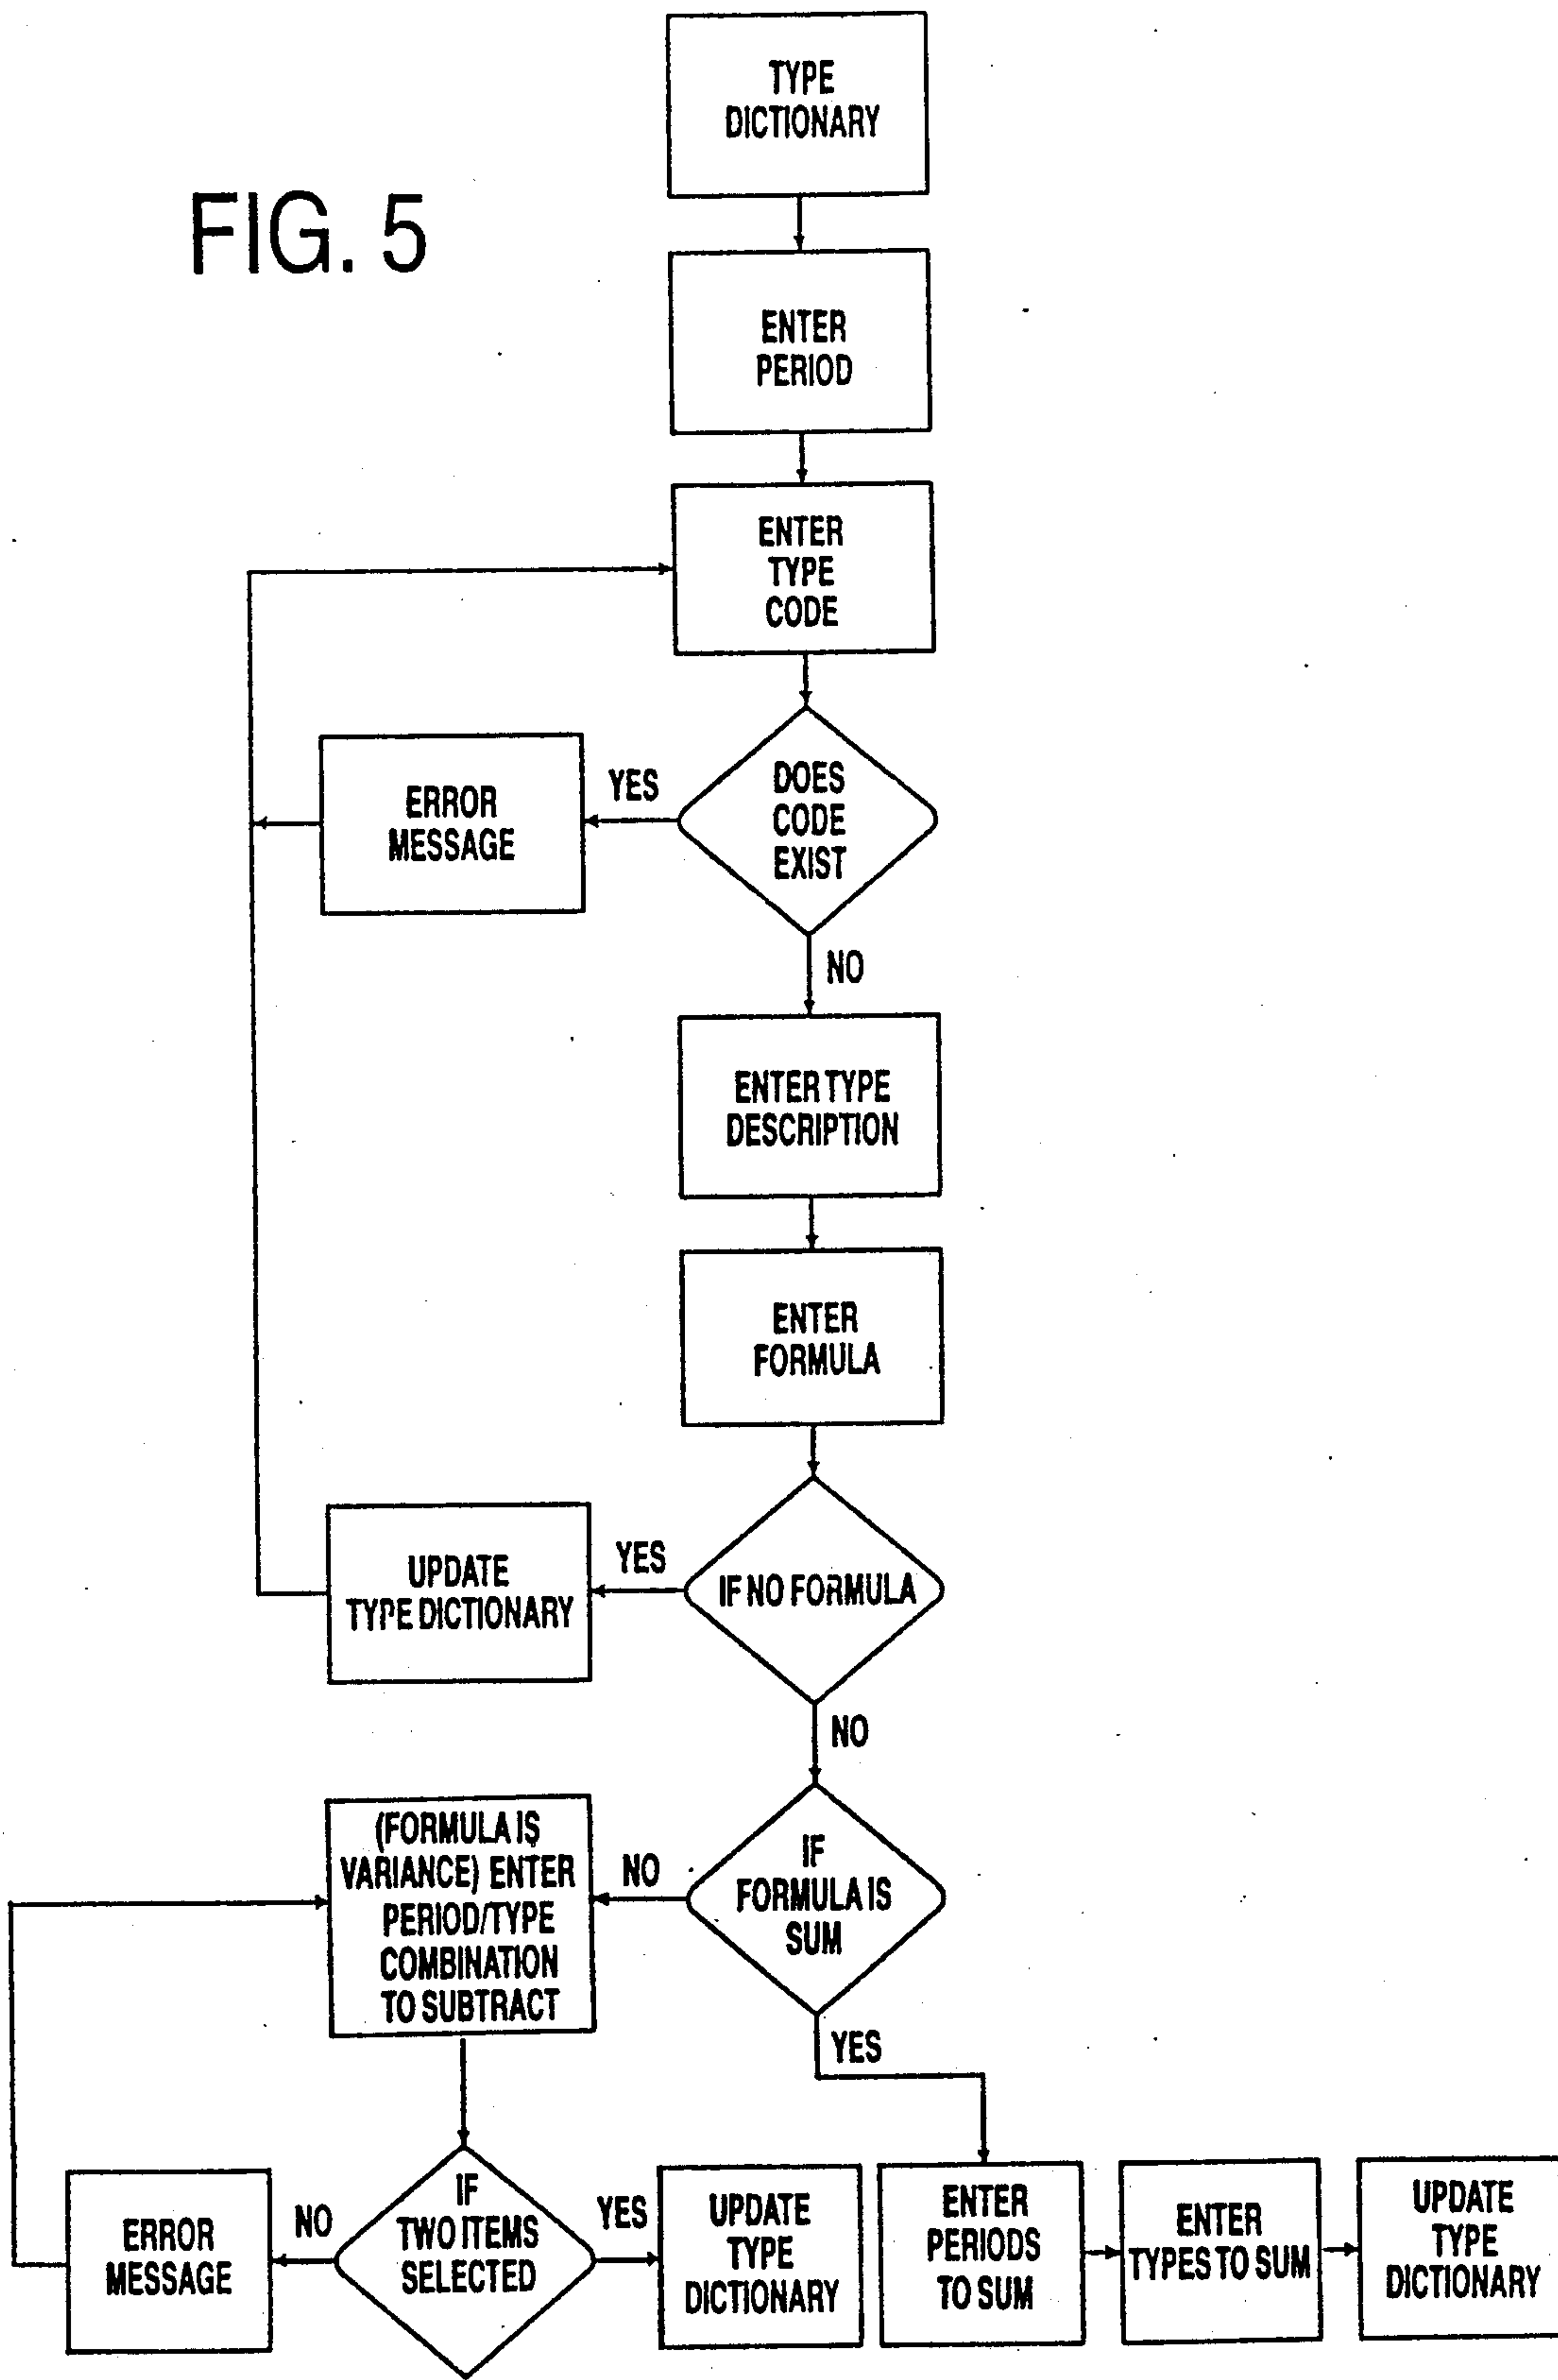 TYPE
DICTIONARY
FIG. 5
ENTER
PERIOD
ENTER
TYPE
CODE
DOES
CODE
EXIST
YES
ERROR
MESSAGE
NO
ENTER TYPE
DESCRIPTION
ENTER
FORMULA
IF NO FORMULA
YES
UPDATE
TYPE DICTIONARY
NO
IF
FORMULA IS
SUM
NO
(FORMULA IS
VARIANCE) ENTER
PERIOD/TYPE
COMBINATION
TO SUBTRACT
YES
IF
TWO ITEMS
SELECTED
NO
ERROR
MESSAGE
YES
UPDATE
TYPE
DICTIONARY
ENTER
PERIODS
TO SUM
ENTER
TYPES TO SUM
UPDATE
TYPE
DICTIONARY